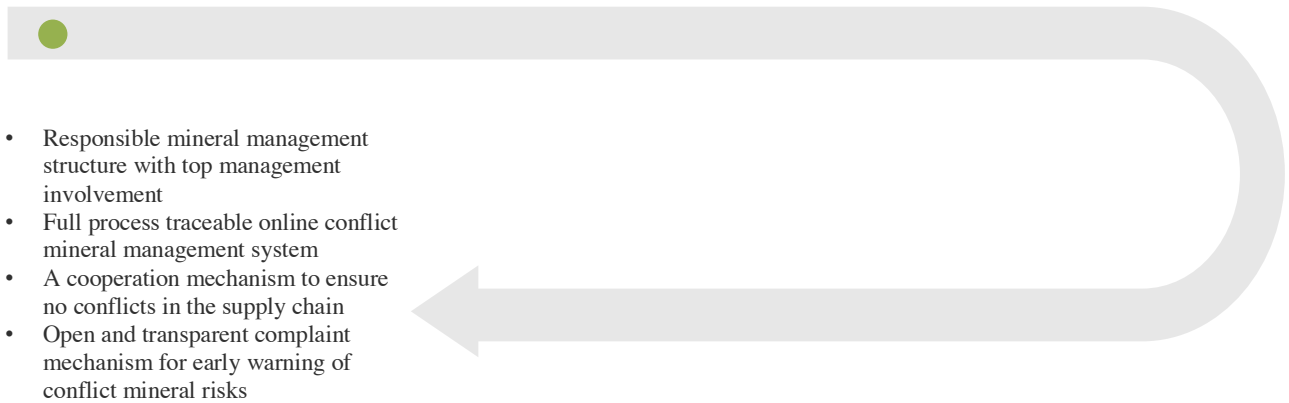 • Responsible mineral management
structure with top management
involvement
• Full process traceable online conflict
mineral management system
• A cooperation mechanism to ensure
no conflicts in the supply chain
• Open and transparent complaint
mechanism for early warning of
conflict mineral risks